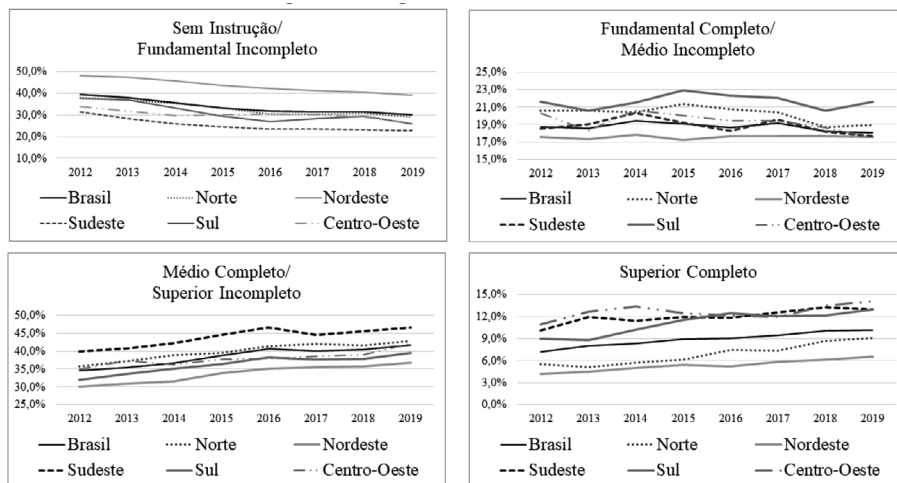 Sem Instrução/
Fundamental Incompleto
50,0%
40,0%
30,0%
20,0%
10,0%
2012 2013 2014 2015 2016 2017 2018 2019
Brasil Norte Nordeste
Sudeste Sul Centro-Oeste
Fundamental Completo/
Médio Incompleto
25,0%
23,0%
21,0%
19,0%
17,0%
15,0%
2012 2013 2014 2015 2016 2017 2018 2019
Brasil Norte Nordeste
Sudeste Sul Centro-Oeste
Médio Completo/
Superior Incompleto
50,0%
45,0%
40,0%
35,0%
30,0%
25,0%
2012 2013 2014 2015 2016 2017 2018 2019
Brasil Norte Nordeste
Sudeste Sul Centro-Oeste
Superior Completo
15,0%
12,0%
9,0%
6,0%
3,0%
0,0%
2012 2013 2014 2015 2016 2017 2018 2019
Brasil Norte Nordeste
Sudeste Sul Centro-Oeste